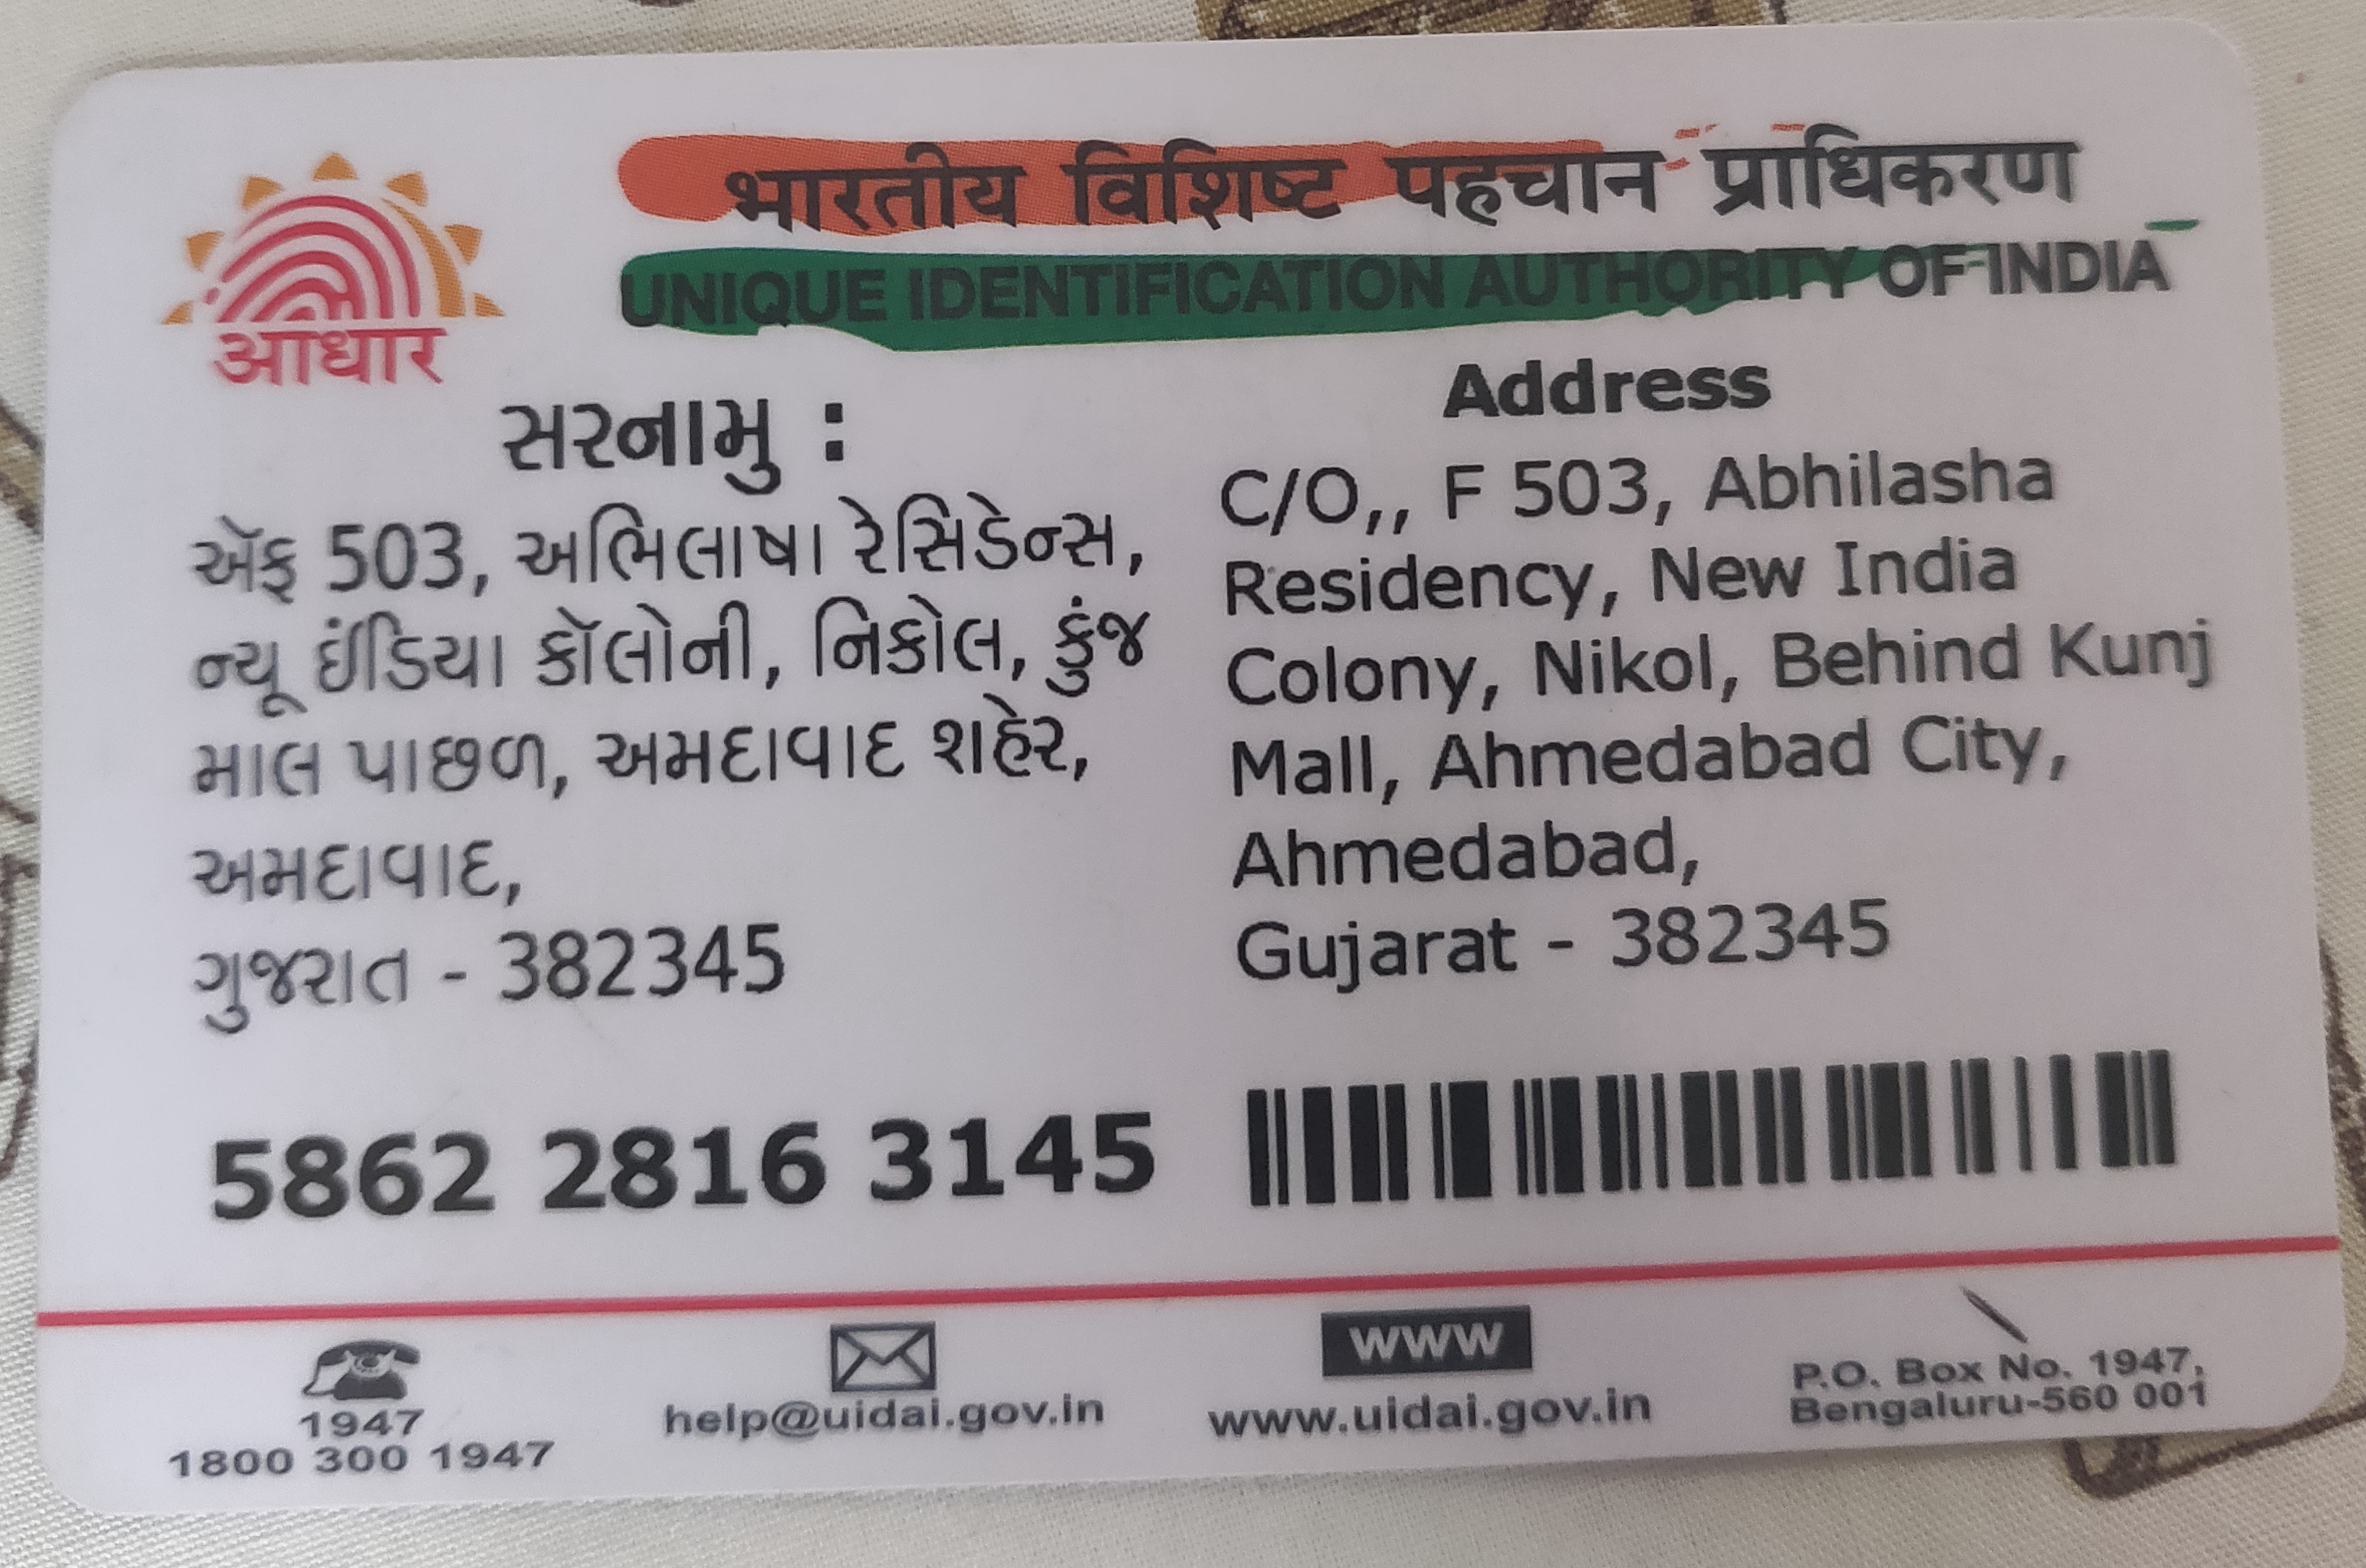 भारतीय विशिष्ट पहचान प्राधिकरण
UNIQUE IDENTIFICATION AUTHORITY OF INDIA
आधार
સરનામુ :
ઍફ 503, અભિલાષા રેસિડેન્સ,
ન્યૂ ઈંડિયા કૉલોની, નિકોલ, કુંજ
માલ પાછળ, અમદાવાદ શહેર,
અમદાવાદ,
ગુજરાત - 382345
Address
C/O,, F 503, Abhilasha
Residency, New India
Colony, Nikol, Behind Kunj
Mall, Ahmedabad City,
Ahmedabad,
Gujarat - 382345
5862 2816 3145
1947
1800 300 1947
help@uidai.gov.in
www
www.uidai.gov.in
P.O. Box No. 1947,
Bengaluru-560 001